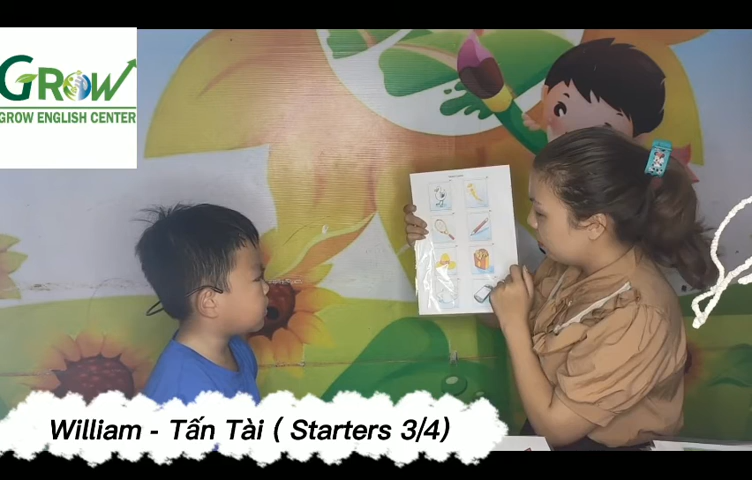 GROW
GROW ENGLISH CENTER
William - Tấn Tài ( Starters 3/4)